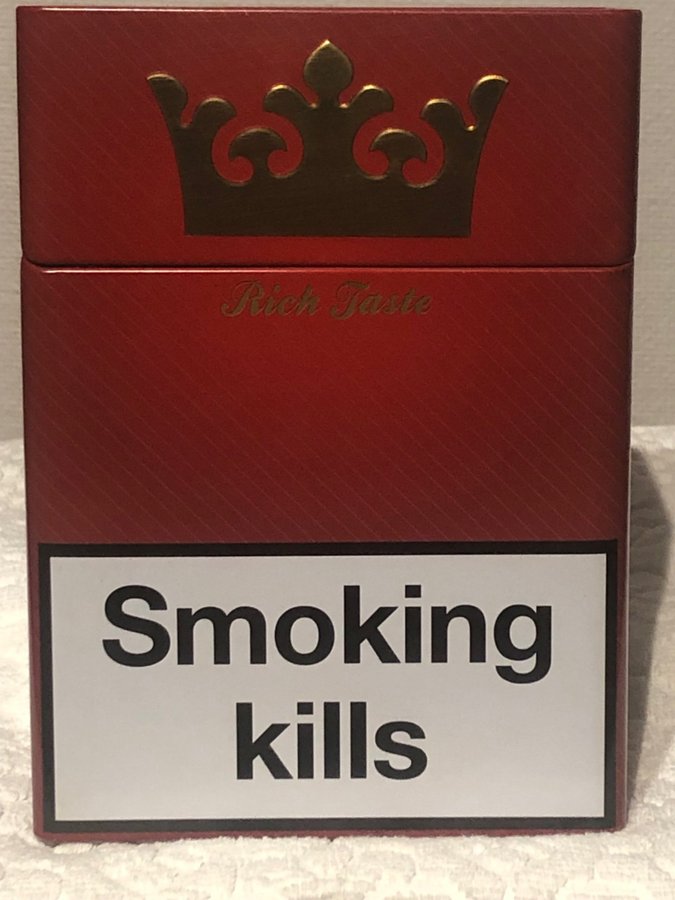 Rich Taste
Smoking
kills